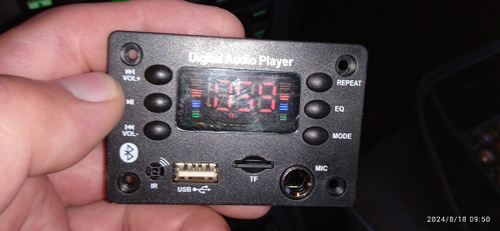 Digital Audio Player
VOL+
REPEAT
EQ
VOL-
MODE
IR
USB
TF
MIC
2024/8/18 09:50